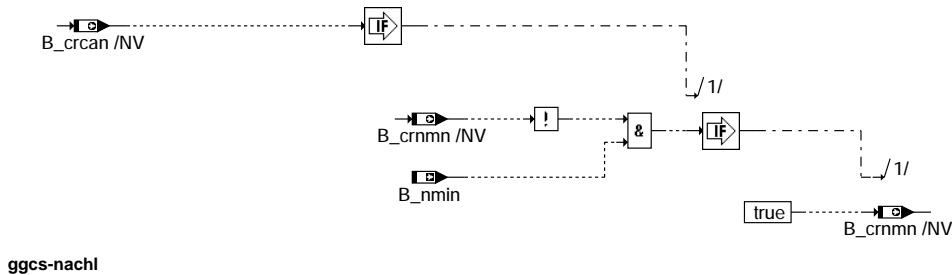 IF
B_crcan /NV
/1/
!
B_crnmn /NV
&
IF
/1/
B_nmin
true
B_crnmn /NV
ggcs-nachl